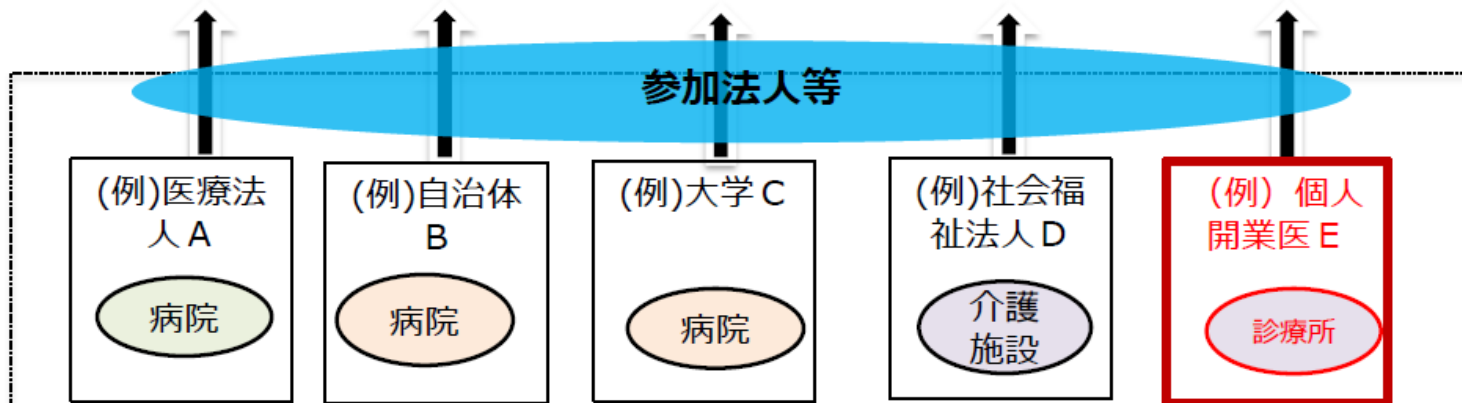 参加法人等
(例)医療法
人A
病院
(例)自治体
B
病院
(例)大学C
病院
(例)社会福
祉法人D
介護
施設
(例) 個人
開業医E
診療所